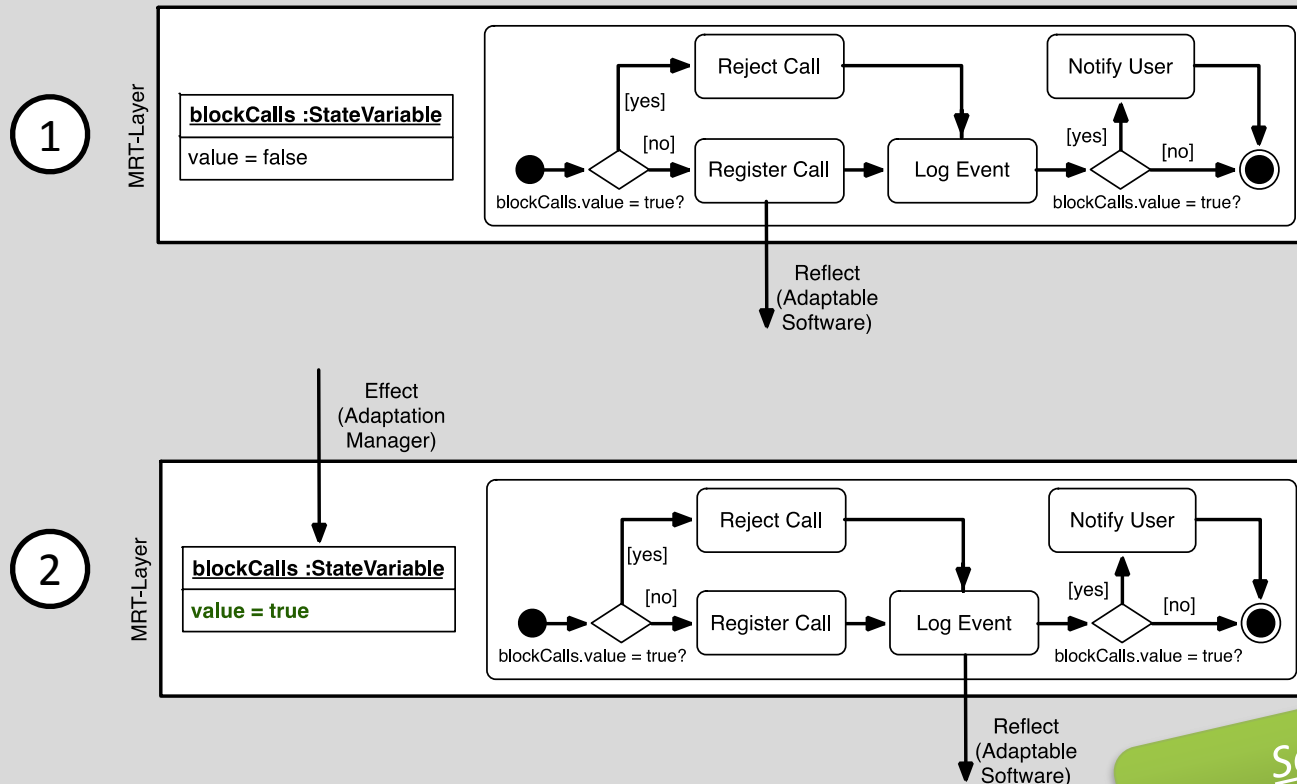 1
MRT-Layer
blockCalls :StateVariable
value = false
Reject Call
Notify User
[yes]
[no]
Register Call
Log Event
[yes]
[no]
blockCalls.value = true?
blockCalls.value = true?
Reflect
(Adaptable
Software)
Effect
(Adaptation
Manager)
2
MRT-Layer
blockCalls :StateVariable
value = true
Reject Call
Notify User
[yes]
[no]
Register Call
Log Event
[yes]
[no]
blockCalls.value = true?
blockCalls.value = true?
Reflect
(Adaptable
Software)